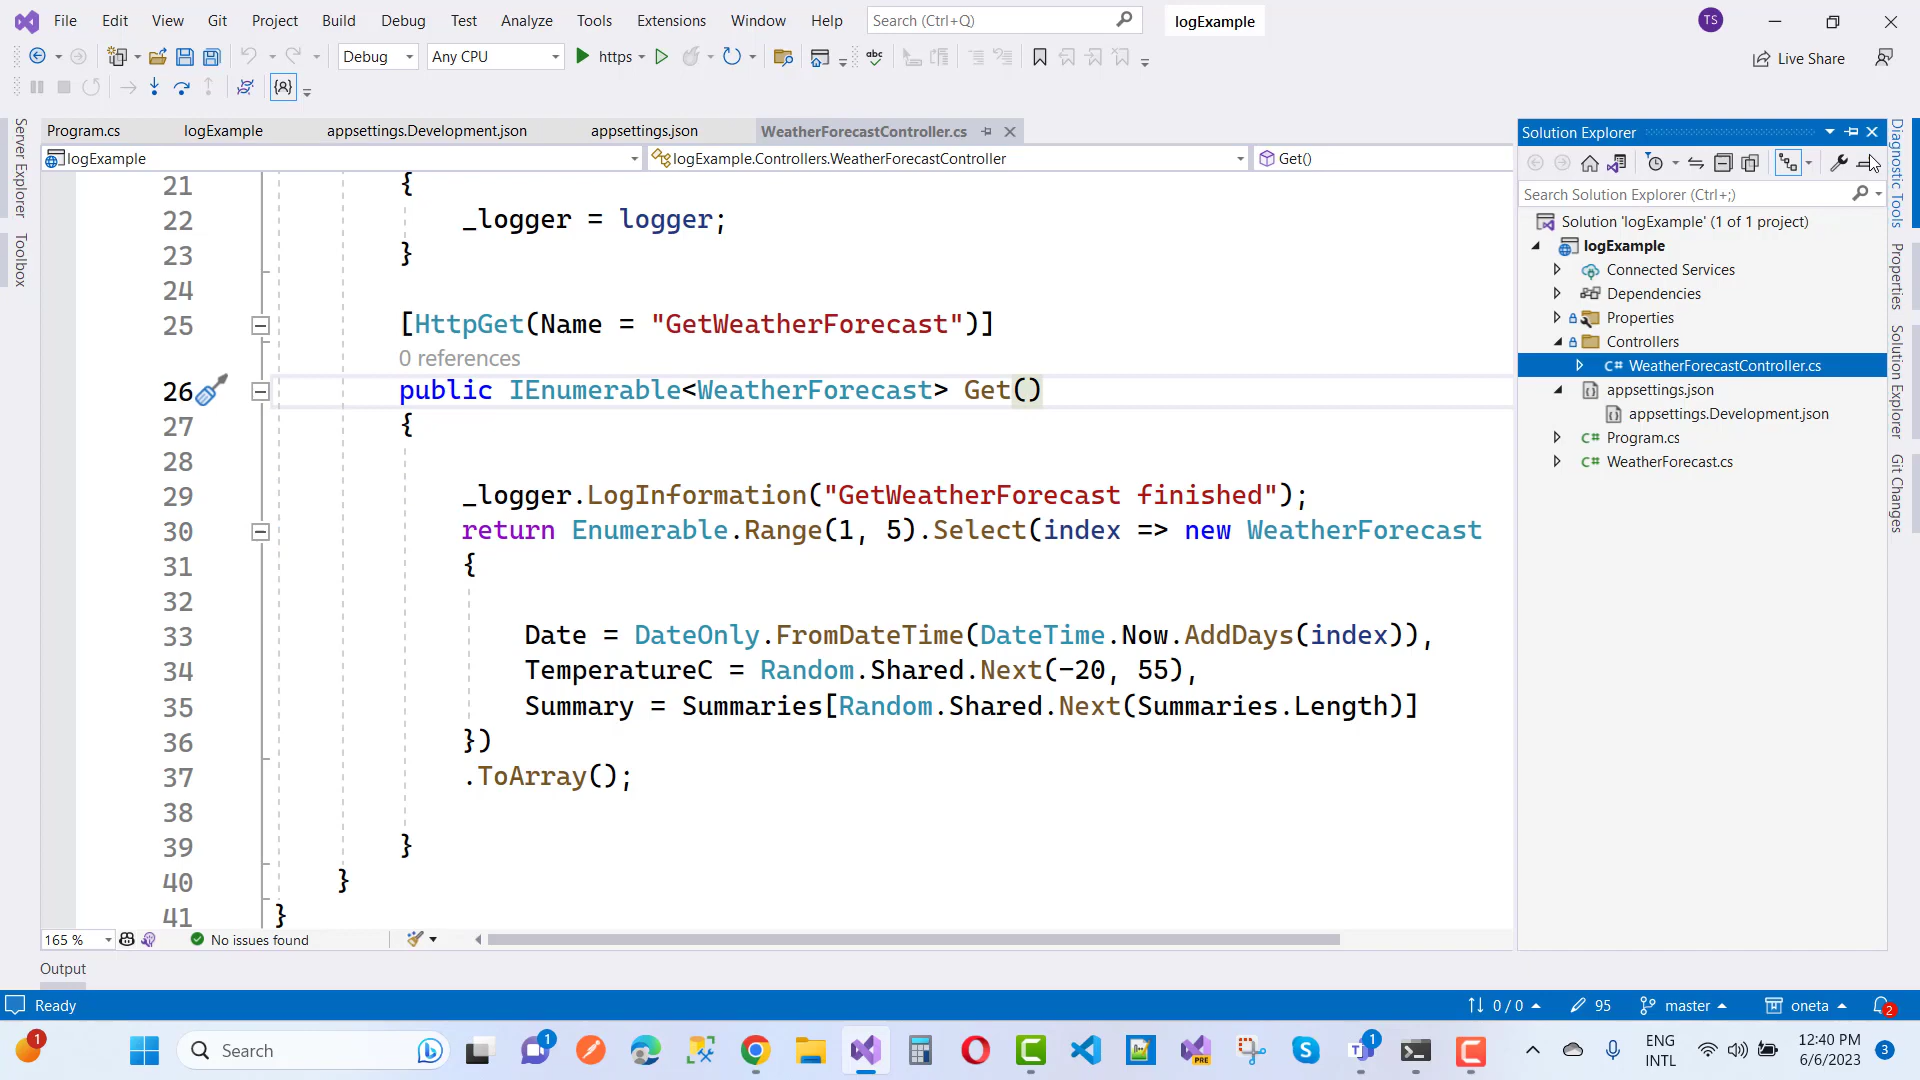 File Edit View Git Project Build Debug Test Analyze Tools Extensions Window Help Search (Ctrl+Q) logExample TS
Debug Any CPU https Live Share
Program.cs logExample appsettings.Development.json appsettings.json WeatherForecastController.cs
logExample logExample.Controllers.WeatherForecastController Get()
Server Explorer
Toolbox
21 {
22 _logger = logger;
23 }
24
25 [HttpGet(Name = "GetWeatherForecast")]
0 references
26 public IEnumerable<WeatherForecast> Get()
27 {
28
29 _logger.LogInformation("GetWeatherForecast finished");
30 return Enumerable.Range(1, 5).Select(index => new WeatherForecast
31 {
32
33 Date = DateOnly.FromDateTime(DateTime.Now.AddDays(index)),
34 TemperatureC = Random.Shared.Next(-20, 55),
35 Summary = Summaries[Random.Shared.Next(Summaries.Length)]
36 })
37 .ToArray();
38
39 }
40 }
41 }
165 % No issues found
Solution Explorer
Search Solution Explorer (Ctrl+;)
Solution 'logExample' (1 of 1 project)
logExample
Connected Services
Dependencies
Properties
Controllers
C# WeatherForecastController.cs
appsettings.json
appsettings.Development.json
C# Program.cs
C# WeatherForecast.cs
Diagnostic Tools
Properties
Solution Explorer
Git Changes
Output
Ready 0 / 0 95 master oneta 2
1 Search 1 PRE 1 ENG
INTL 12:40 PM
6/6/2023 3